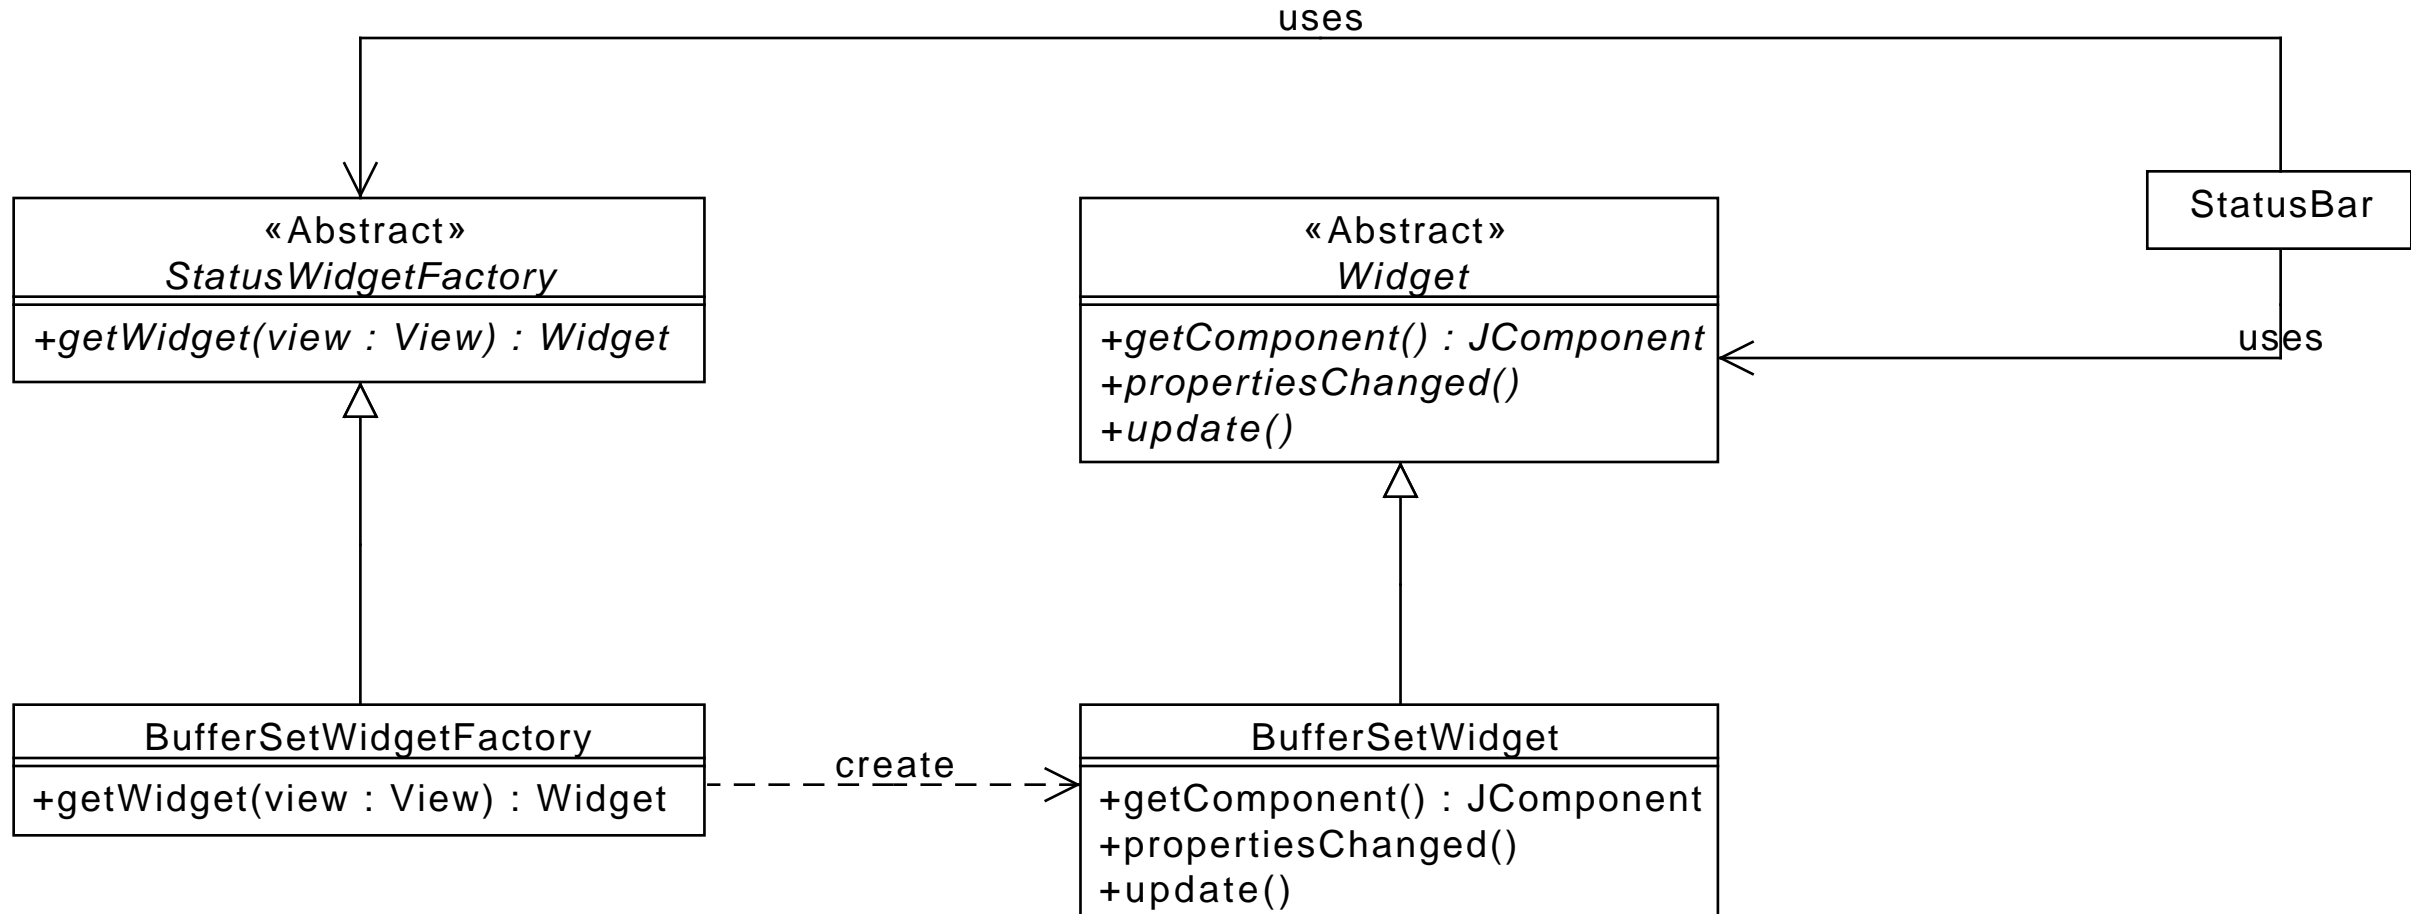 uses
StatusBar
«Abstract»
StatusWidgetFactory
+getWidget(view : View) : Widget
«Abstract»
Widget
+getComponent() : JComponent
+propertiesChanged()
+update()
uses
BufferSetWidgetFactory
+getWidget(view : View) : Widget
create
BufferSetWidget
+getComponent() : JComponent
+propertiesChanged()
+update()